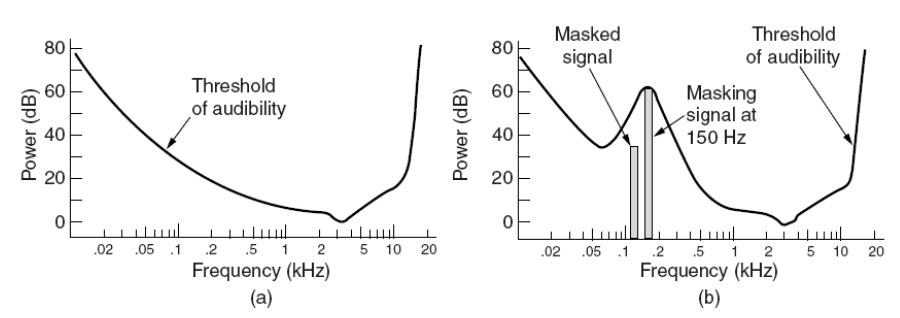 80
60
40
20
0
Power (dB)
Threshold
of audibility
.02 .05 .1 .2 .5 1 2 5 10 20
Frequency (kHz)
(a)
80
60
40
20
0
Power (dB)
Masked
signal
Threshold
of audibility
Masking
signal at
150 Hz
.02 .05 .1 .2 .5 1 2 5 10 20
Frequency (kHz)
(b)